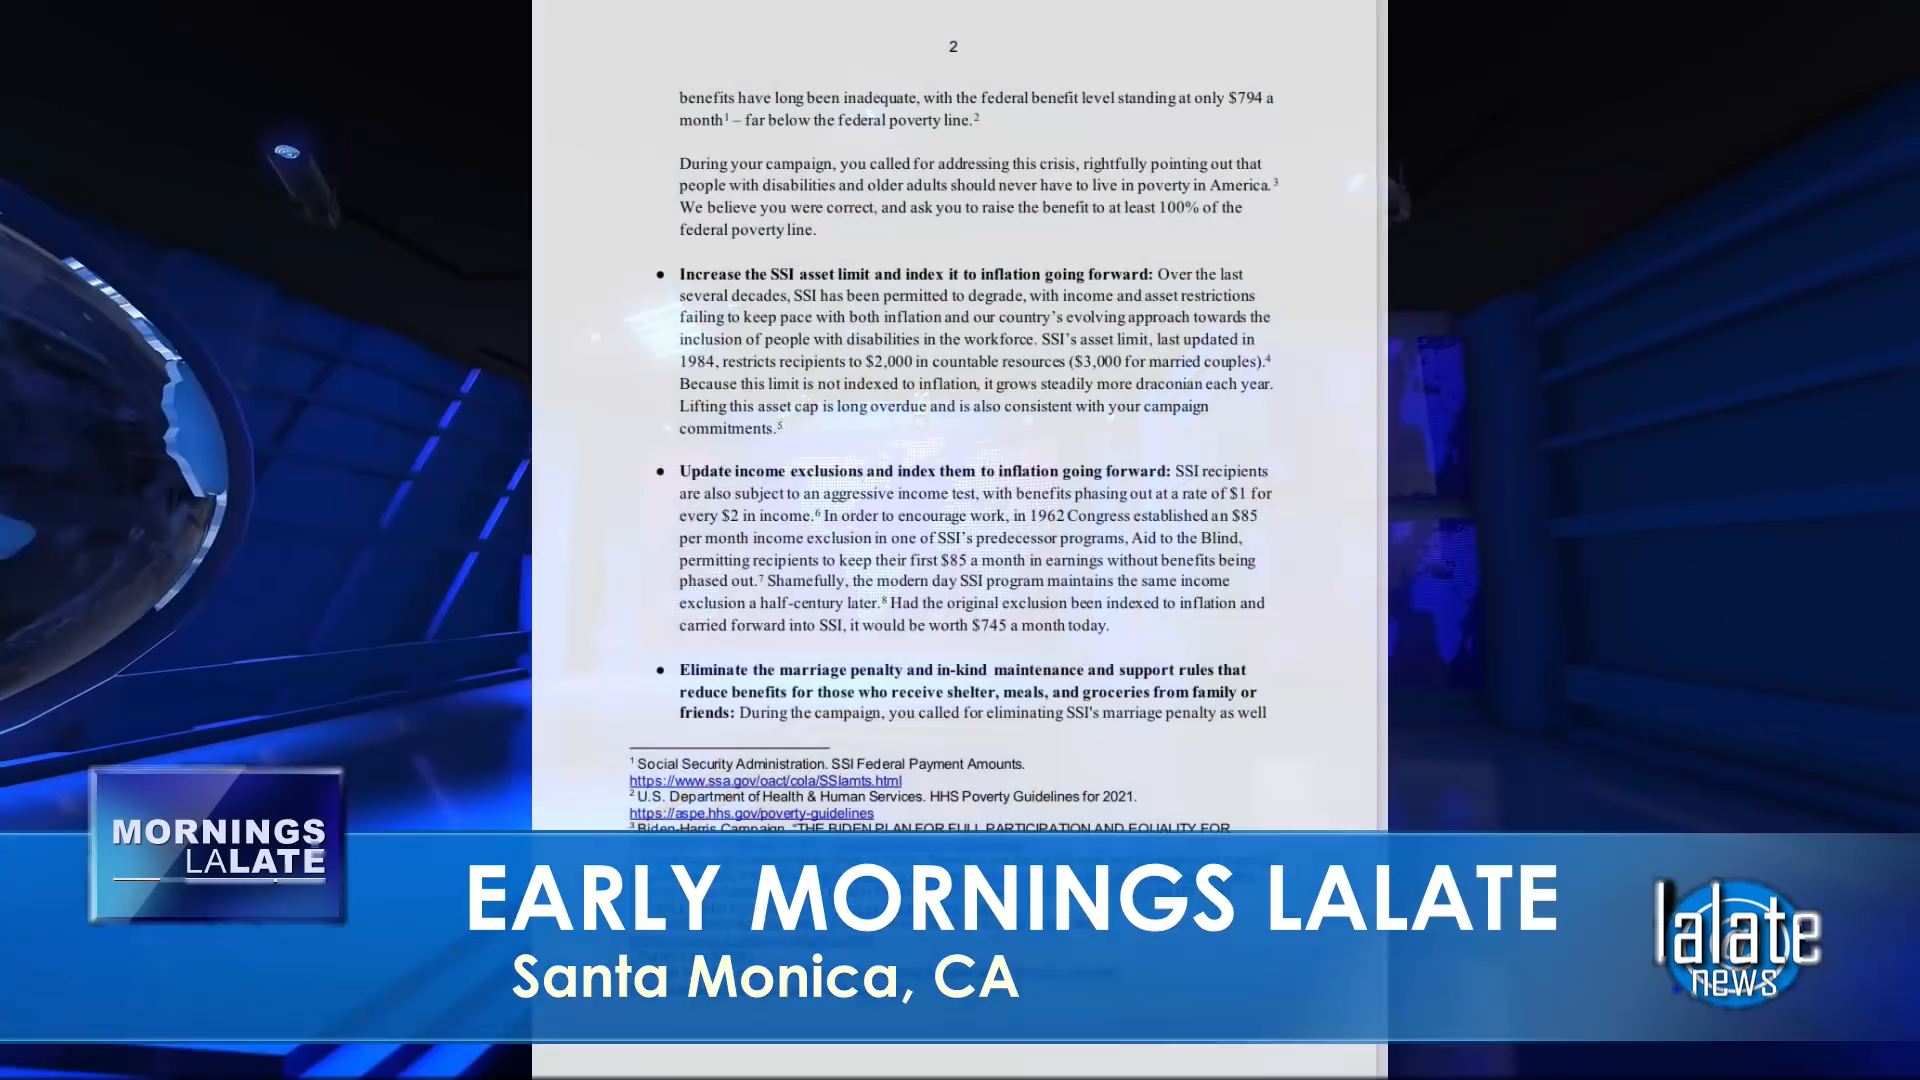 2
benefits have long been inadequate, with the federal benefit level standing at only $794 a
month¹ – far below the federal poverty line.²
During your campaign, you called for addressing this crisis, rightfully pointing out that
people with disabilities and older adults should never have to live in poverty in America.³
We believe you were correct, and ask you to raise the benefit to at least 100% of the
federal poverty line.
● Increase the SSI asset limit and index it to inflation going forward: Over the last
several decades, SSI has been permitted to degrade, with income and asset restrictions
failing to keep pace with both inflation and our country's evolving approach towards the
inclusion of people with disabilities in the workforce. SSI's asset limit, last updated in
1984, restricts recipients to $2,000 in countable resources ($3,000 for married couples).⁴
Because this limit is not indexed to inflation, it grows steadily more draconian each year.
Lifting this asset cap is long overdue and is also consistent with your campaign
commitments.⁵
● Update income exclusions and index them to inflation going forward: SSI recipients
are also subject to an aggressive income test, with benefits phasing out at a rate of $1 for
every $2 in income.⁶ In order to encourage work, in 1962 Congress established an $85
per month income exclusion in one of SSI's predecessor programs, Aid to the Blind,
permitting recipients to keep their first $85 a month in earnings without benefits being
phased out.⁷ Shamefully, the modern day SSI program maintains the same income
exclusion a half-century later.⁸ Had the original exclusion been indexed to inflation and
carried forward into SSI, it would be worth $745 a month today.
● Eliminate the marriage penalty and in-kind maintenance and support rules that
reduce benefits for those who receive shelter, meals, and groceries from family or
friends: During the campaign, you called for eliminating SSI's marriage penalty as well
¹ Social Security Administration. SSI Federal Payment Amounts.
https://www.ssa.gov/oact/cola/SSIamts.html
² U.S. Department of Health & Human Services. HHS Poverty Guidelines for 2021.
https://aspe.hhs.gov/poverty-guidelines
³ Biden-Harris Campaign. "THE BIDEN PLAN FOR FULL PARTICIPATION AND EQUALITY FOR
MORNINGS
LALATE
EARLY MORNINGS LALATE
Santa Monica, CA
lalate
news